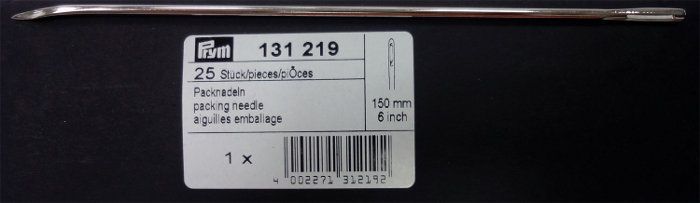 Prym 131 219
25 Stück/pieces/piÔces
Packnadeln
packing needle
aiguilles emballage
150 mm
6 inch
1 x
4 002271 312192